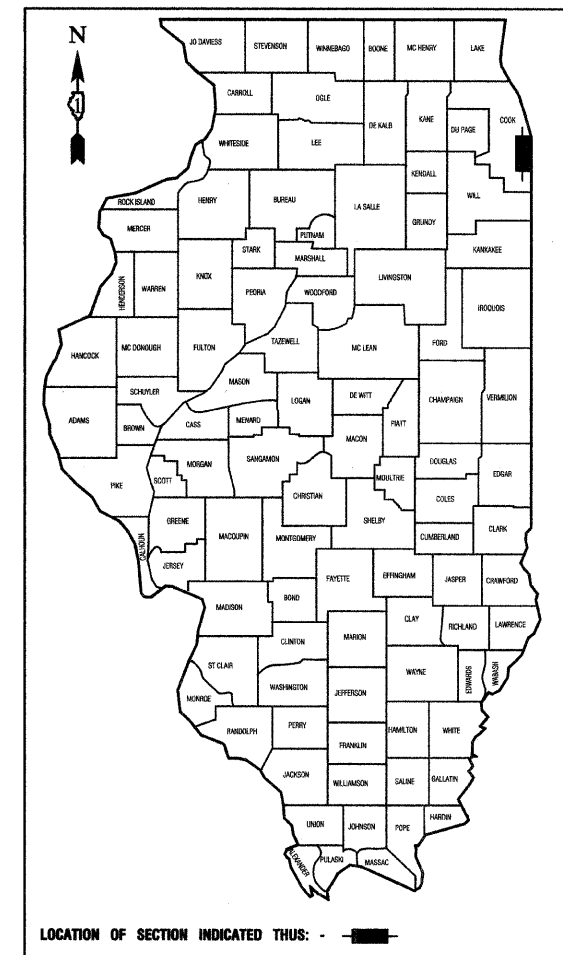 N
1
JO DAVIESS STEVENSON WINNEBAGO BOONE MC HENRY LAKE
CARROLL OGLE DE KALB KANE DU PAGE COOK
WHITESIDE LEE
KENDALL
WILL
ROCK ISLAND HENRY BUREAU LA SALLE GRUNDY
MERCER PUTNAM KANKAKEE
STARK MARSHALL
HENDERSON WARREN KNOX PEORIA WOODFORD LIVINGSTON IROQUOIS
HANCOCK MC DONOUGH FULTON TAZEWELL MC LEAN FORD
SCHUYLER MASON LOGAN DE WITT CHAMPAIGN VERMILION
ADAMS BROWN CASS MENARD MACON PIATT
PIKE SCOTT MORGAN SANGAMON CHRISTIAN MOULTRIE DOUGLAS EDGAR
COLES
CALHOUN GREENE MACOUPIN MONTGOMERY SHELBY CUMBERLAND CLARK
JERSEY FAYETTE EFFINGHAM JASPER CRAWFORD
MADISON BOND CLAY RICHLAND LAWRENCE
CLINTON MARION
ST CLAIR WAYNE EDWARDS WABASH
MONROE WASHINGTON JEFFERSON
RANDOLPH PERRY HAMILTON WHITE
FRANKLIN
JACKSON WILLIAMSON SALINE GALLATIN
UNION JOHNSON POPE HARDIN
ALEXANDER PULASKI MASSAC
LOCATION OF SECTION INDICATED THUS: -